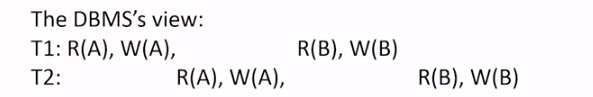 The DBMS's view:
T1: R(A), W(A), R(B), W(B)
T2: R(A), W(A), R(B), W(B)